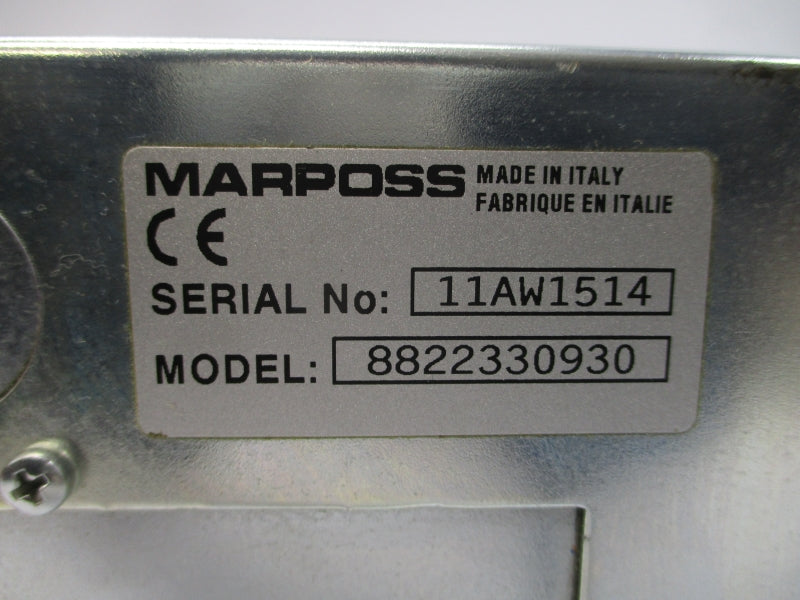 MARPOSS MADE IN ITALY
FABRIQUE EN ITALIE
CE
SERIAL No: 11AW1514
MODEL: 8822330930